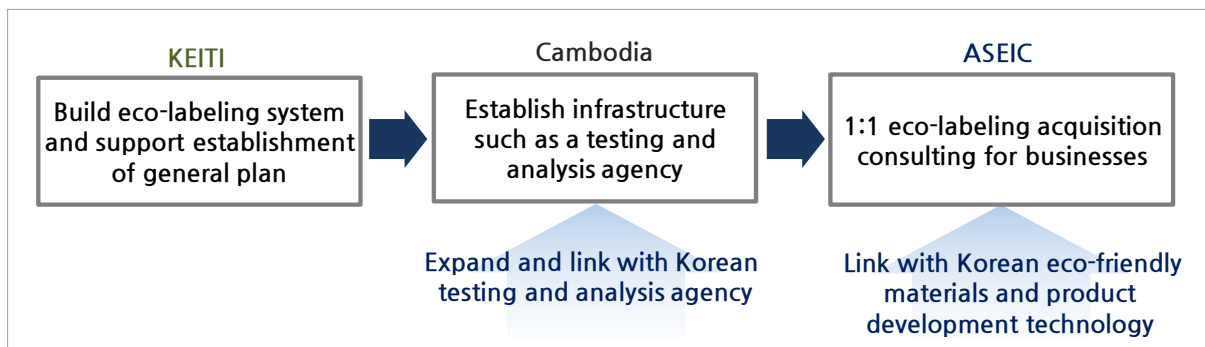 KEITI
Build eco-labeling system
and support establishment
of general plan
Cambodia
Establish infrastructure
such as a testing and
analysis agency
ASEIC
1:1 eco-labeling acquisition
consulting for businesses
Expand and link with Korean
testing and analysis agency
Link with Korean eco-friendly
materials and product
development technology